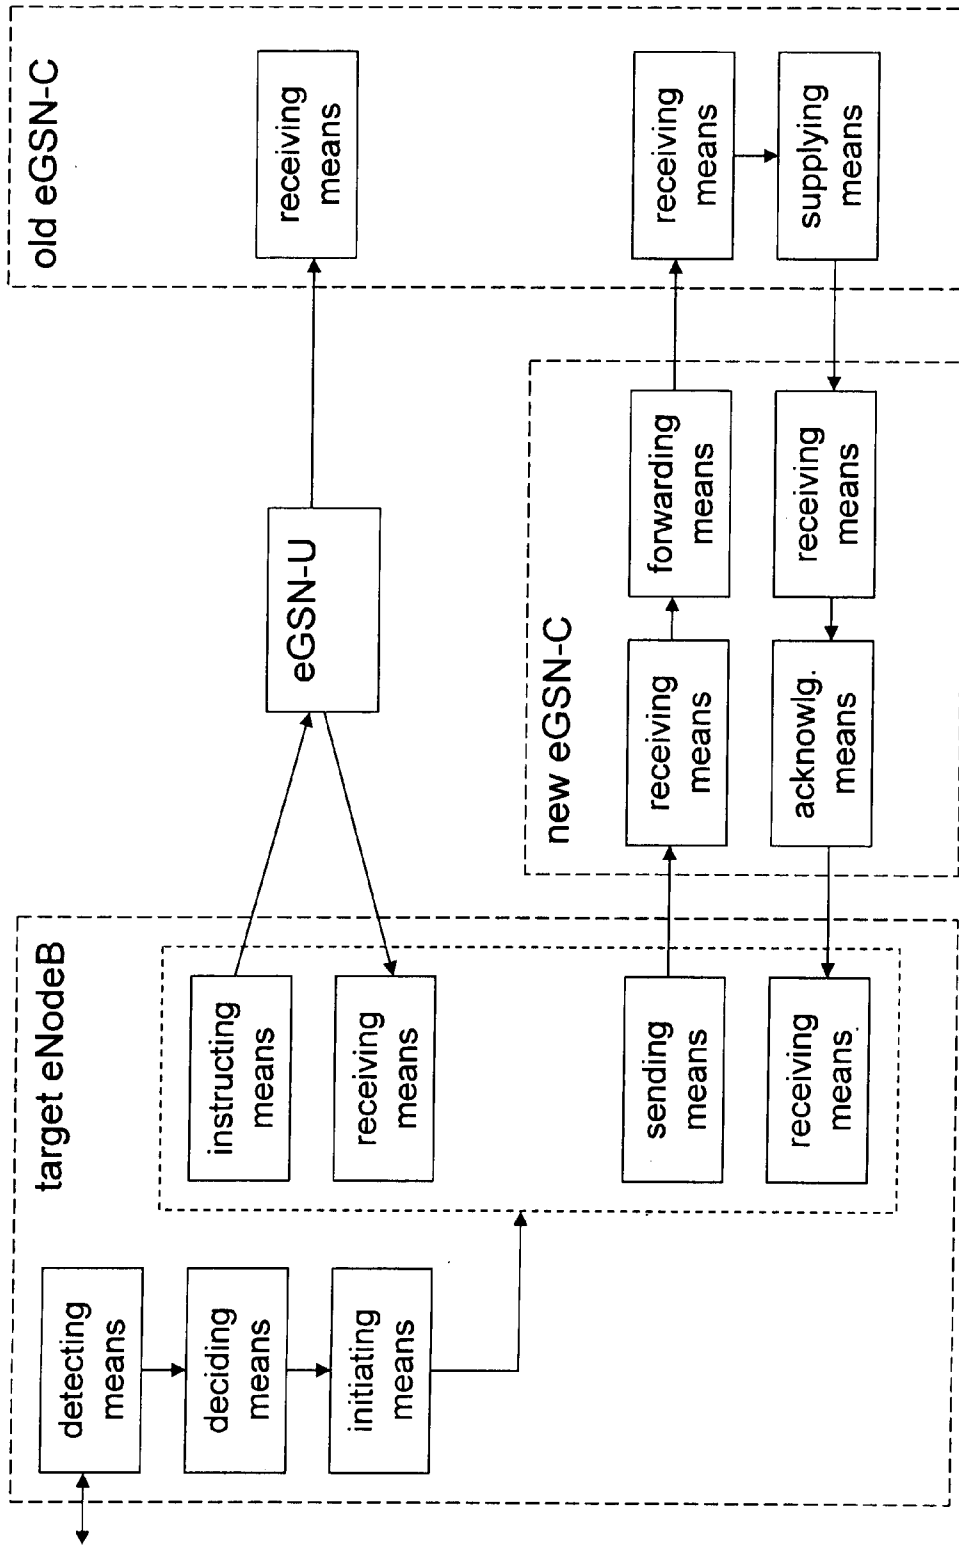 target eNodeB
detecting
means
deciding
means
initiating
means
instructing
means
receiving
means
sending
means
receiving
means
eGSN-U
new eGSN-C
receiving
means
forwarding
means
acknowlg.
means
receiving
means
old eGSN-C
receiving
means
receiving
means
supplying
means